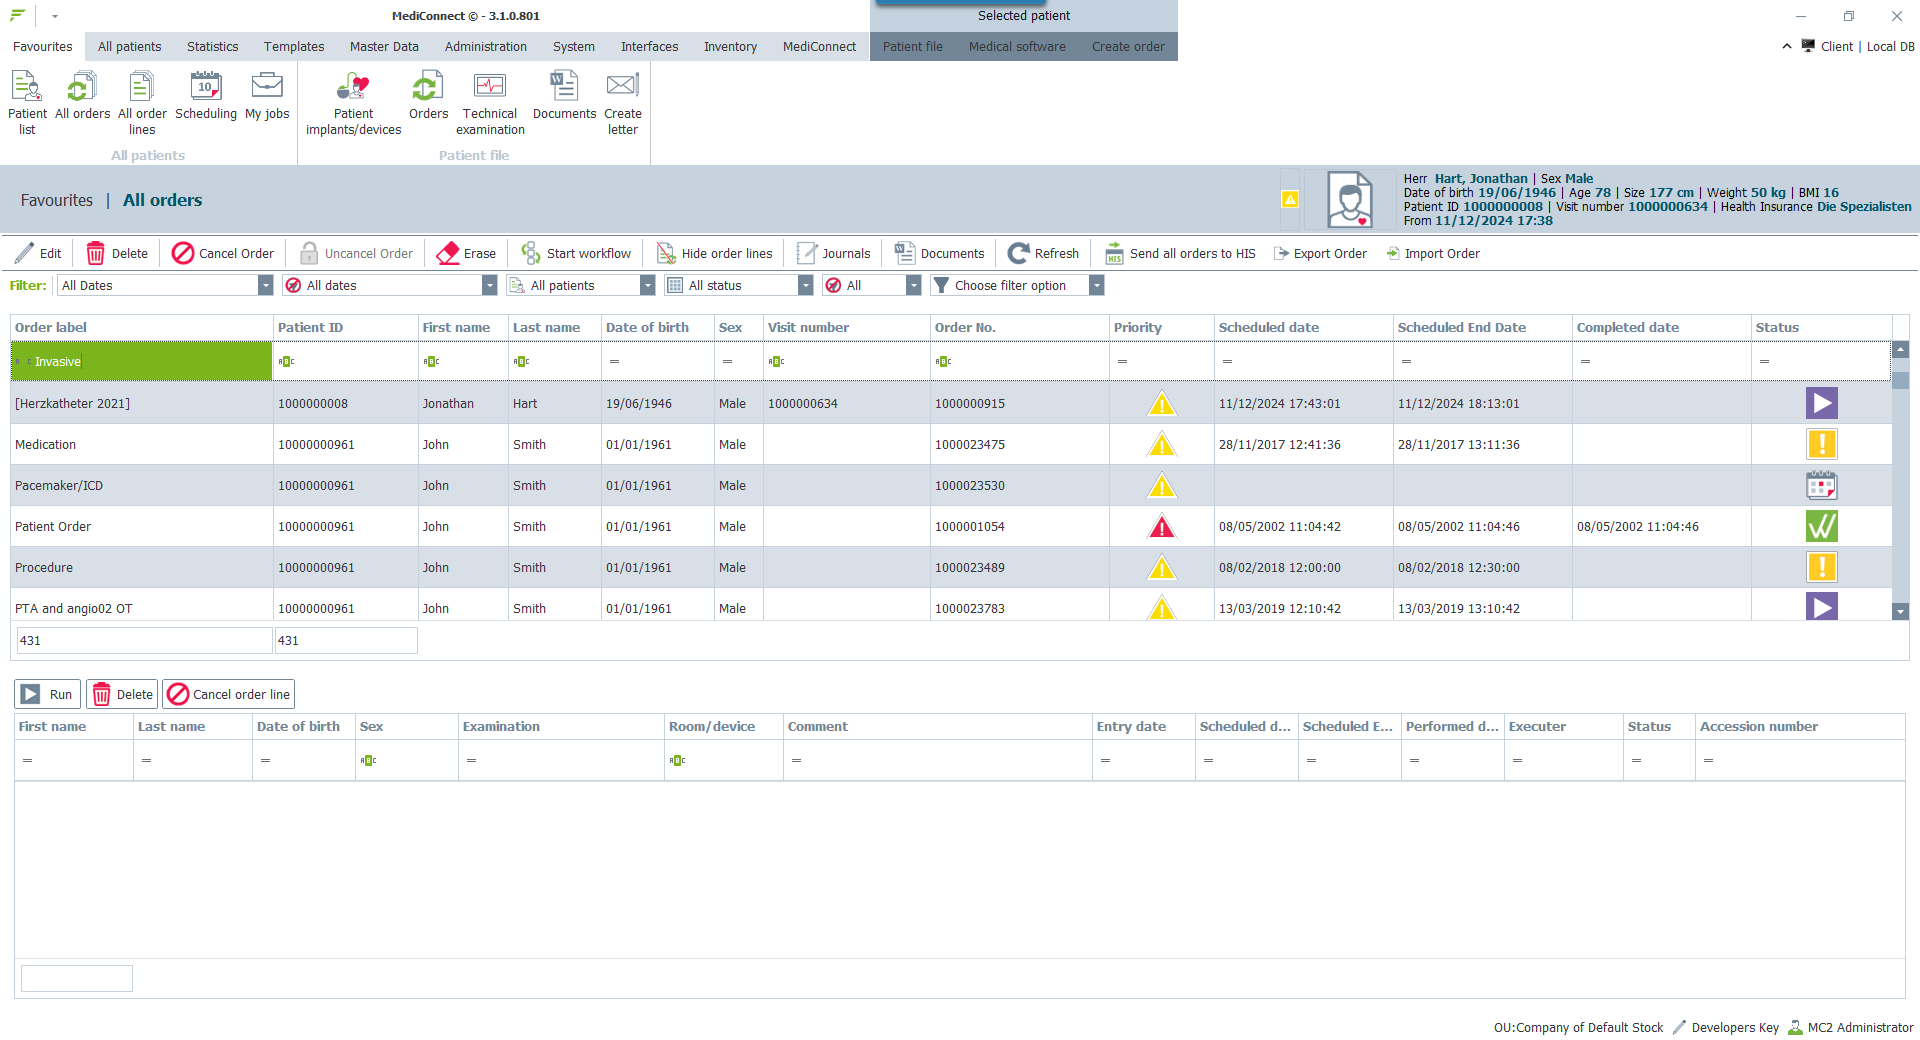 MediConnect © - 3.1.0.801
Selected patient
Favourites All patients Statistics Templates Master Data Administration System Interfaces Inventory MediConnect Patient file Medical software Create order Client | Local DB
10
Patient list
All orders
All order lines
Scheduling
My jobs
Patient implants/devices
Orders
Technical examination
Documents
Create letter
All patients
Patient file
Favourites | All orders
Herr Hart, Jonathan | Sex Male
Date of birth 19/06/1946 | Age 78 | Size 177 cm | Weight 50 kg | BMI 16
Patient ID 1000000008 | Visit number 1000000634 | Health Insurance Die Spezialisten
From 11/12/2024 17:38
Edit Delete Cancel Order Uncancel Order Erase Start workflow Hide order lines Journals Documents Refresh HIS Send all orders to HIS Export Order Import Order
Filter: All Dates All dates All patients All status All Choose filter option
Order label Patient ID First name Last name Date of birth Sex Visit number Order No. Priority Scheduled date Scheduled End Date Completed date Status
Invasive ABC ABC ABC = = ABC ABC = = = = =
[Herzkatheter 2021] 1000000008 Jonathan Hart 19/06/1946 Male 1000000634 1000000915 11/12/2024 17:43:01 11/12/2024 18:13:01
Medication 10000000961 John Smith 01/01/1961 Male 1000023475 28/11/2017 12:41:36 28/11/2017 13:11:36
Pacemaker/ICD 10000000961 John Smith 01/01/1961 Male 1000023530
Patient Order 10000000961 John Smith 01/01/1961 Male 1000001054 08/05/2002 11:04:42 08/05/2002 11:04:46 08/05/2002 11:04:46
Procedure 10000000961 John Smith 01/01/1961 Male 1000023489 08/02/2018 12:00:00 08/02/2018 12:30:00
PTA and angio02 OT 10000000961 John Smith 01/01/1961 Male 1000023783 13/03/2019 12:10:42 13/03/2019 13:10:42
431 431
Run Delete Cancel order line
First name Last name Date of birth Sex Examination Room/device Comment Entry date Scheduled d... Scheduled E... Performed d... Executer Status Accession number
= = = ABC = ABC = = = = = = = =
OU:Company of Default Stock Developers Key MC2 Administrator